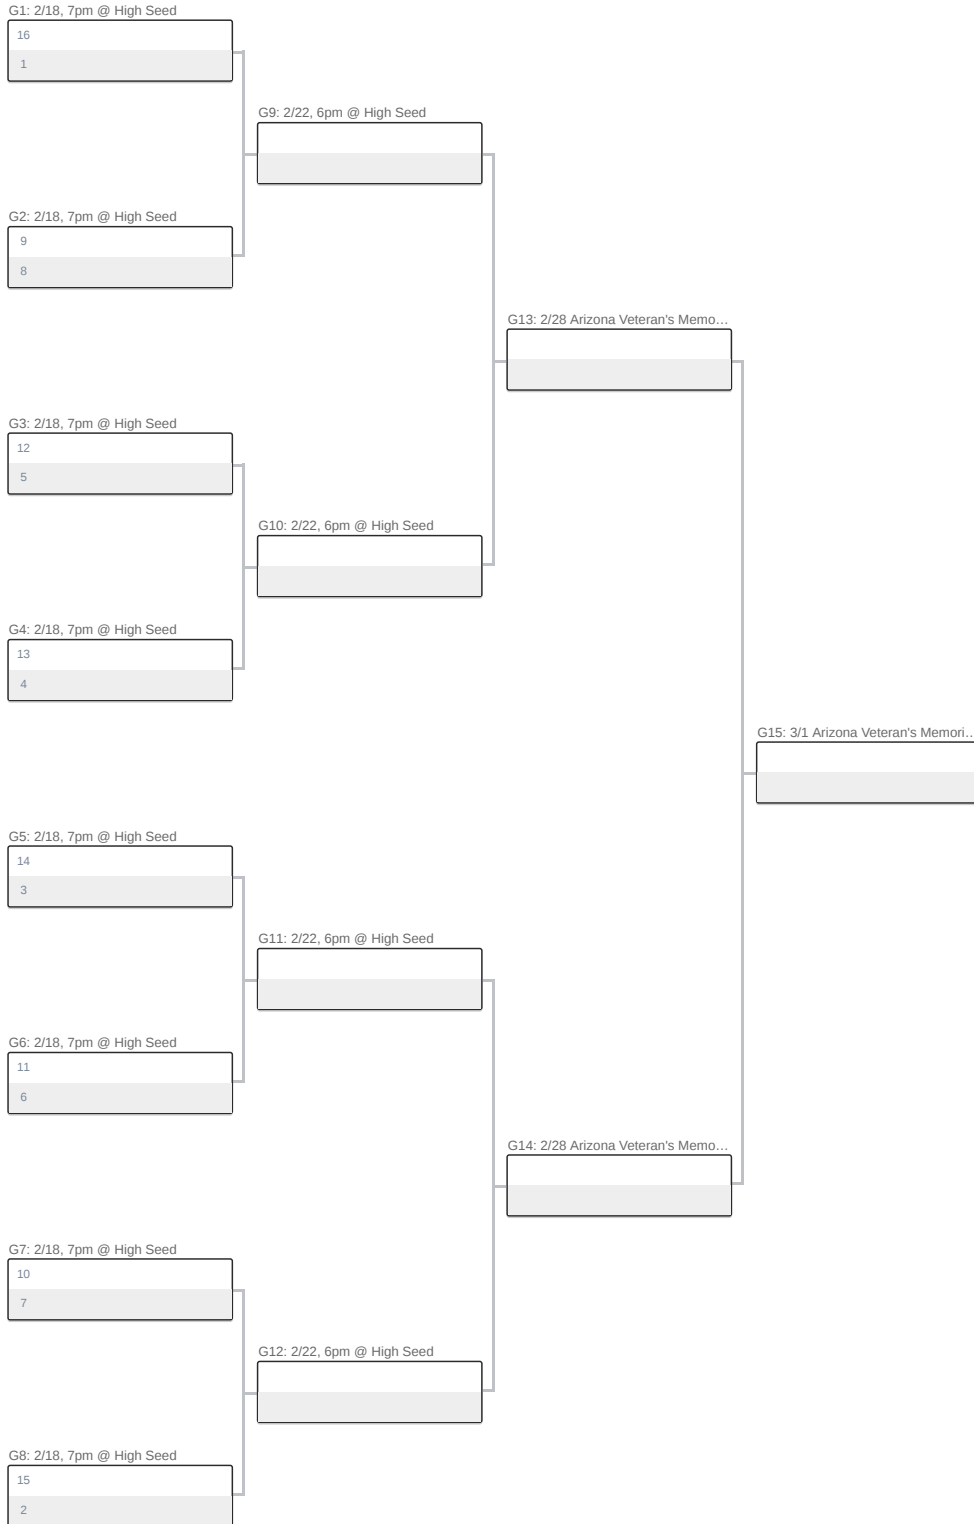 G1: 2/18, 7pm @ High Seed
16
1
G9: 2/22, 6pm @ High Seed
G2: 2/18, 7pm @ High Seed
9
8
G13: 2/28 Arizona Veteran's Memo...
G3: 2/18, 7pm @ High Seed
12
5
G10: 2/22, 6pm @ High Seed
G4: 2/18, 7pm @ High Seed
13
4
G15: 3/1 Arizona Veteran's Memori...
G5: 2/18, 7pm @ High Seed
14
3
G11: 2/22, 6pm @ High Seed
G6: 2/18, 7pm @ High Seed
11
6
G14: 2/28 Arizona Veteran's Memo...
G7: 2/18, 7pm @ High Seed
10
7
G12: 2/22, 6pm @ High Seed
G8: 2/18, 7pm @ High Seed
15
2